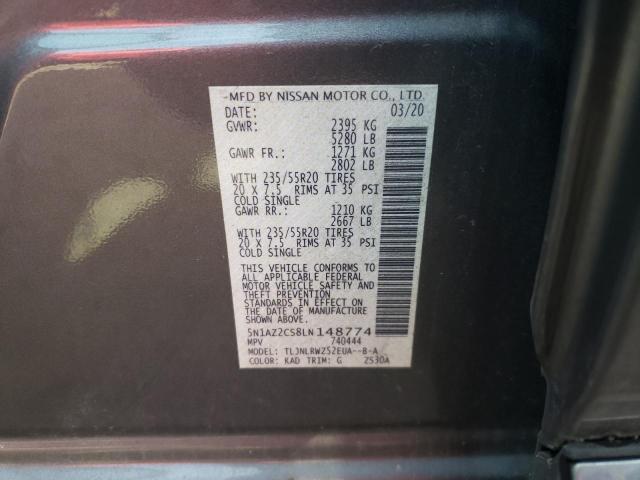 -MFD BY NISSAN MOTOR CO., LTD.
DATE: 03/20
GVWR: 2395 KG
5280 LB
GAWR FR.: 1271 KG
2802 LB
WITH 235/55R20 TIRES
20 X 7.5 RIMS AT 35 PSI
COLD SINGLE
GAWR RR.: 1210 KG
2667 LB
WITH 235/55R20 TIRES
20 X 7.5 RIMS AT 35 PSI
COLD SINGLE
THIS VEHICLE CONFORMS TO
ALL APPLICABLE FEDERAL
MOTOR VEHICLE SAFETY AND
THEFT PREVENTION
STANDARDS IN EFFECT ON
THE DATE OF MANUFACTURE
SHOWN ABOVE.
5N1AZ2CS8LN148774
MPV 740444
MODEL: TLJNLRWZ52EUA--B-A
COLOR: KAD TRIM: G Z530A